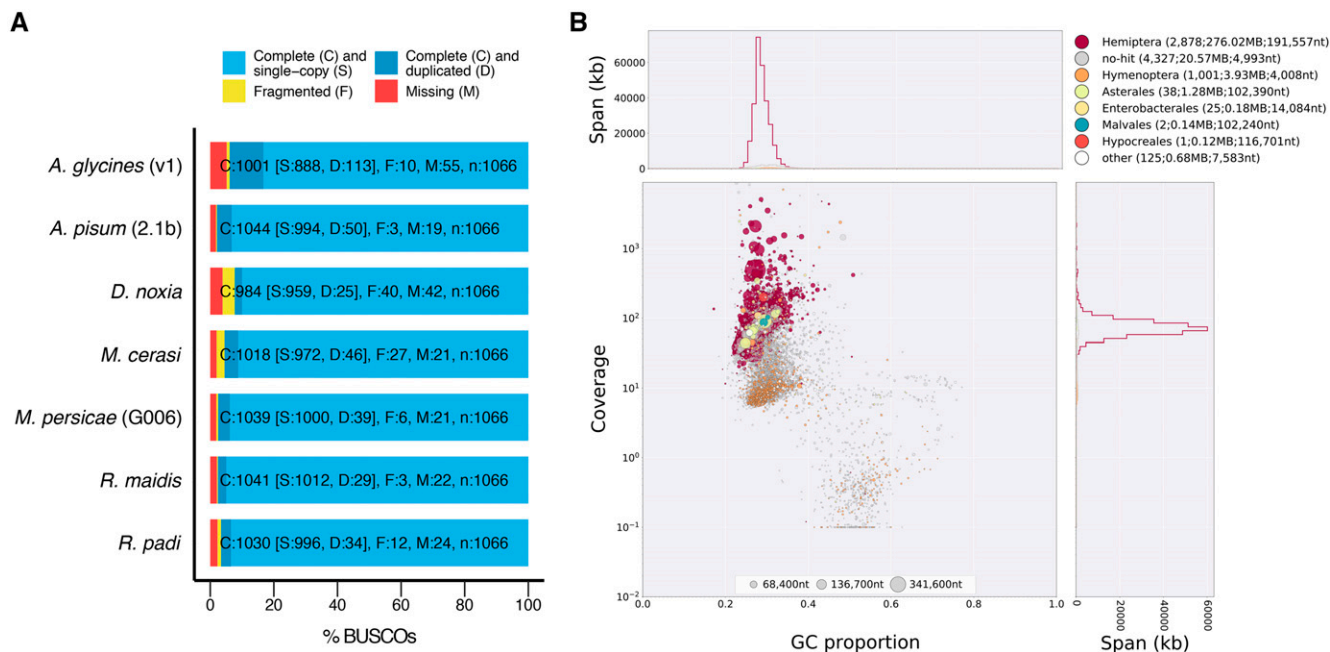 A
Complete (C) and
single−copy (S)
Complete (C) and
duplicated (D)
Fragmented (F)
Missing (M)
A. glycines (v1)
C:1001 [S:888, D:113], F:10, M:55, n:1066
A. pisum (2.1b)
C:1044 [S:994, D:50], F:3, M:19, n:1066
D. noxia
C:984 [S:959, D:25], F:40, M:42, n:1066
M. cerasi
C:1018 [S:972, D:46], F:27, M:21, n:1066
M. persicae (G006)
C:1039 [S:1000, D:39], F:6, M:21, n:1066
R. maidis
C:1041 [S:1012, D:29], F:3, M:22, n:1066
R. padi
C:1030 [S:996, D:34], F:12, M:24, n:1066
0 20 40 60 80 100
% BUSCOs
B
Span (kb)
60000
40000
20000
0
Hemiptera (2,878;276.02MB;191,557nt)
no-hit (4,327;20.57MB;4,993nt)
Hymenoptera (1,001;3.93MB;4,008nt)
Asterales (38;1.28MB;102,390nt)
Enterobacterales (25;0.18MB;14,084nt)
Malvales (2;0.14MB;102,240nt)
Hypocreales (1;0.12MB;116,701nt)
other (125;0.68MB;7,583nt)
Coverage
10³
10²
10¹
10⁰
10⁻¹
10⁻²
68,400nt 136,700nt 341,600nt
0.0 0.2 0.4 0.6 0.8 1.0
GC proportion
0 20000 40000 60000
Span (kb)